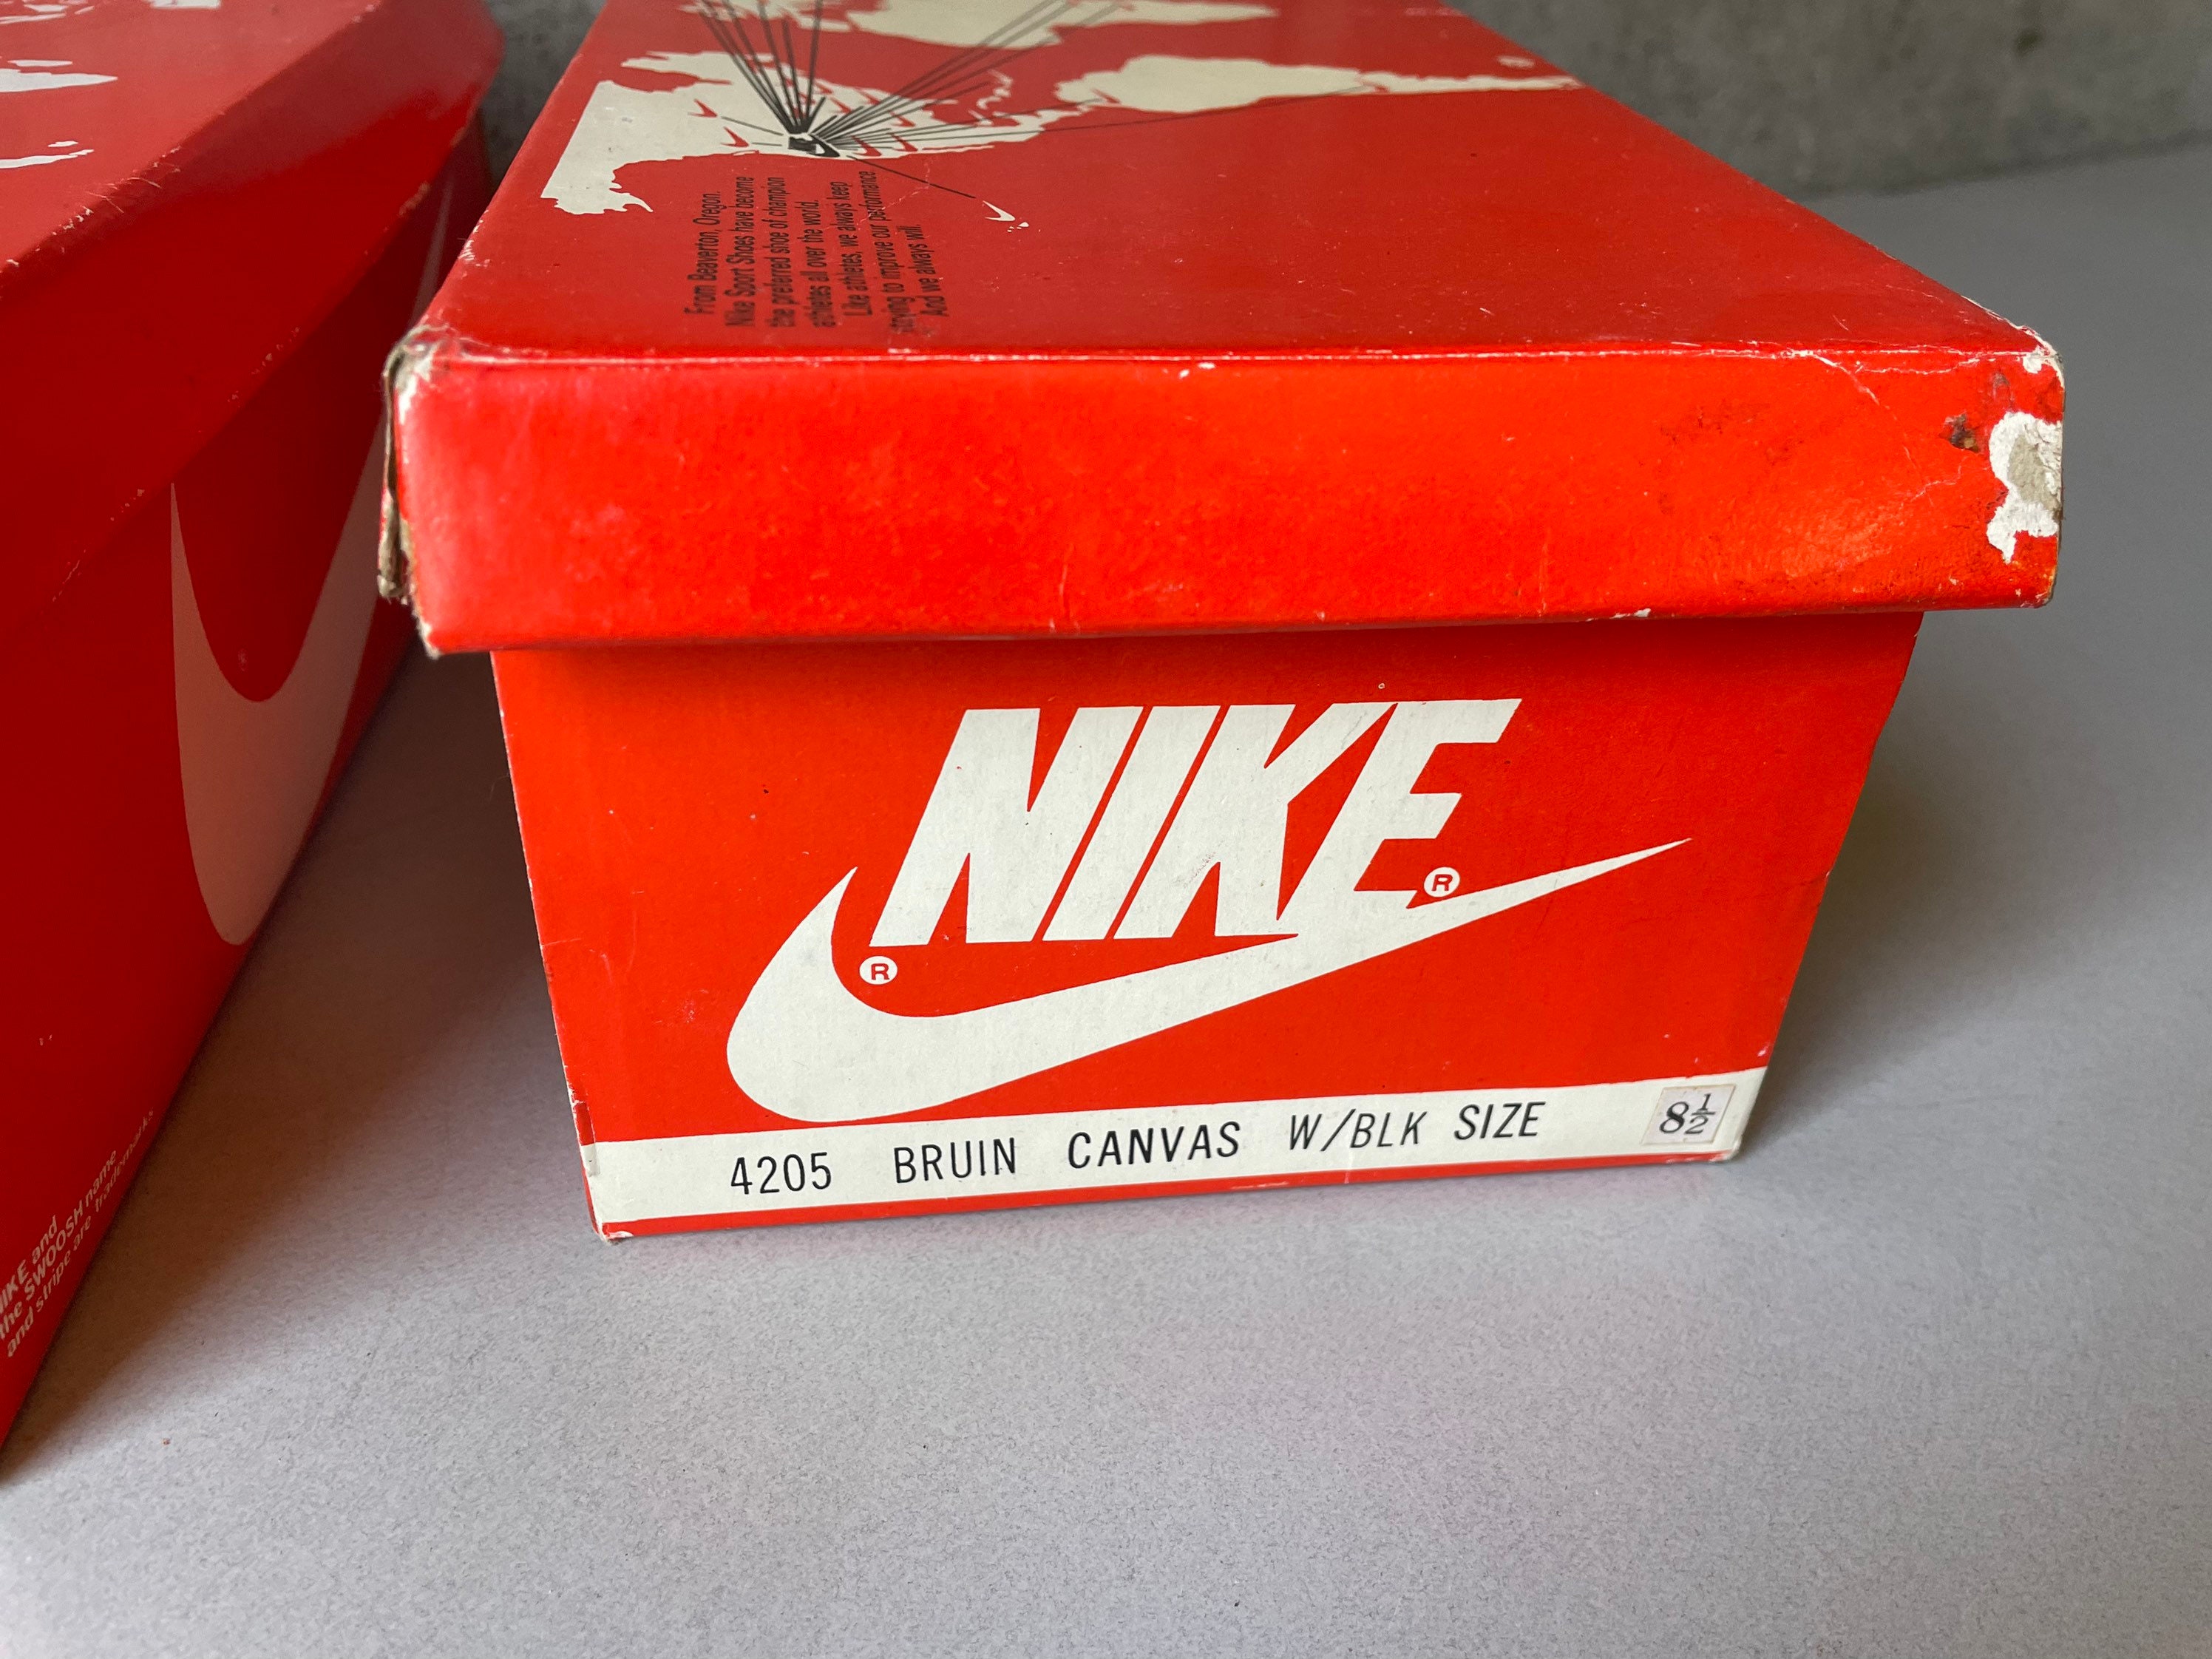 From Beaverton, Oregon.
Nike Sport Shoes have become
the preferred shoe of champion
athletes all over the world.
Like athletes, we always keep
trying to improve our performance
And we always will.
NIKE
®
®
4205 BRUIN CANVAS W/BLK SIZE 8½
NIKE and
the SWOOSH name
and stripe are trademarks